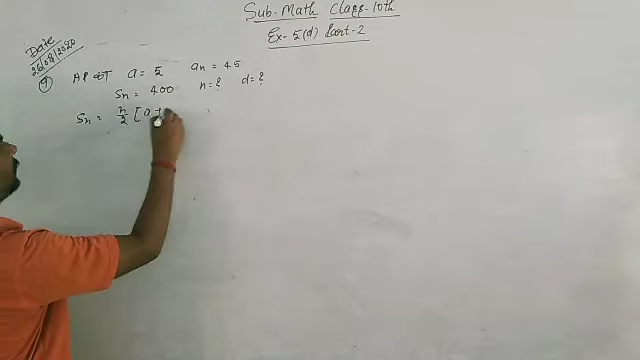 Sub-Math Class-10th
Ex-5(d) Part-2
Date
26/08/2020
9) AP का a = 5 an = 45
Sn = 400 n = ? d = ?
Sn = n/2 [a +